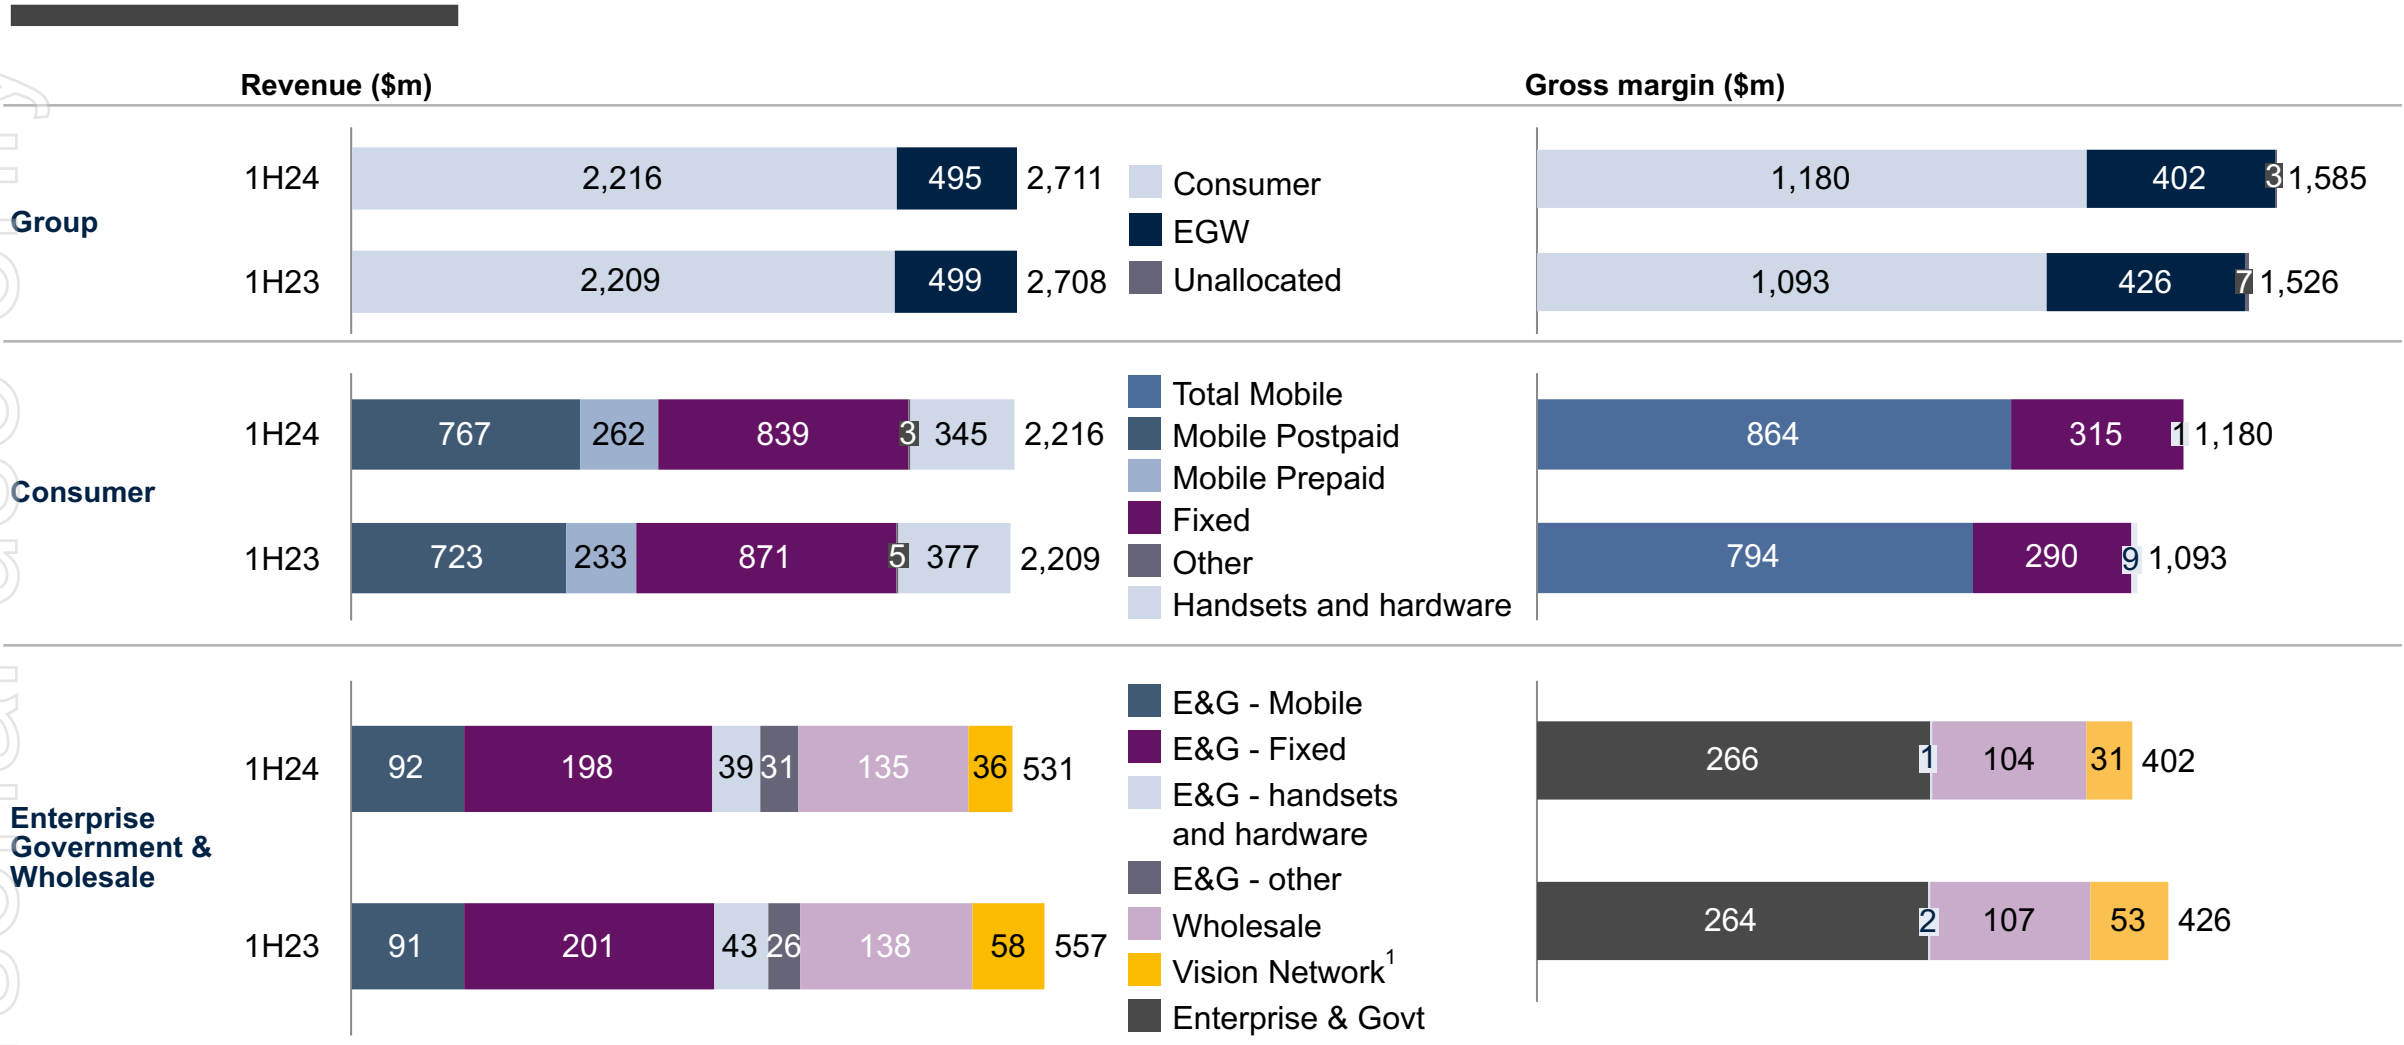 Revenue ($m)
Gross margin ($m)
Group
1H24
2,216
495
2,711
1H23
2,209
499
2,708
Consumer
EGW
Unallocated
1,180
402
3
1,585
1,093
426
7
1,526
Consumer
1H24
767
262
839
3
345
2,216
1H23
723
233
871
5
377
2,209
Total Mobile
Mobile Postpaid
Mobile Prepaid
Fixed
Other
Handsets and hardware
864
315
1
1,180
794
290
9
1,093
Enterprise
Government &
Wholesale
1H24
92
198
39
31
135
36
531
1H23
91
201
43
26
138
58
557
E&G - Mobile
E&G - Fixed
E&G - handsets
and hardware
E&G - other
Wholesale
Vision Network1
Enterprise & Govt
266
1
104
31
402
264
2
107
53
426